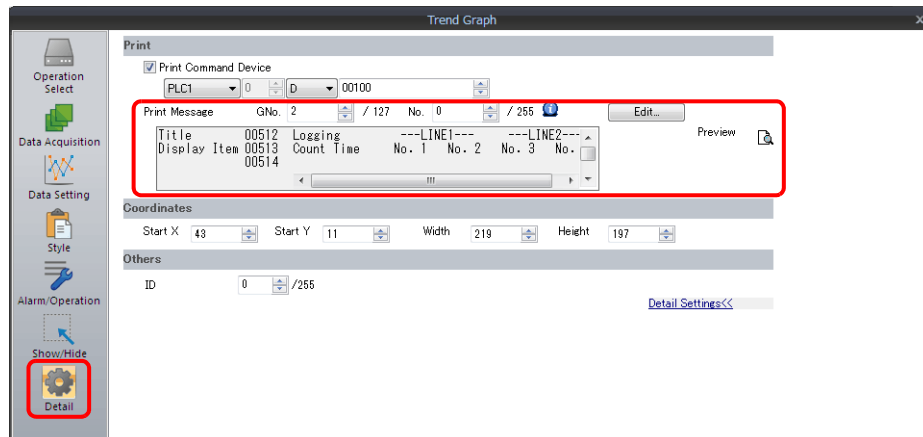 Trend Graph x
Operation
Select
Data Acquisition
Data Setting
Style
Alarm/Operation
Show/Hide
Detail
Print
Print Command Device
PLC1 0 D 00100
Print Message GNo. 2 / 127 No. 0 / 255 Edit...
Title 00512 Logging ---LINE1--- ---LINE2---
Display Item 00513 Count Time No. 1 No. 2 No. 3 No.
00514
Preview
Coordinates
Start X 43 Start Y 11 Width 219 Height 197
Others
ID 0 /255
Detail Settings<<